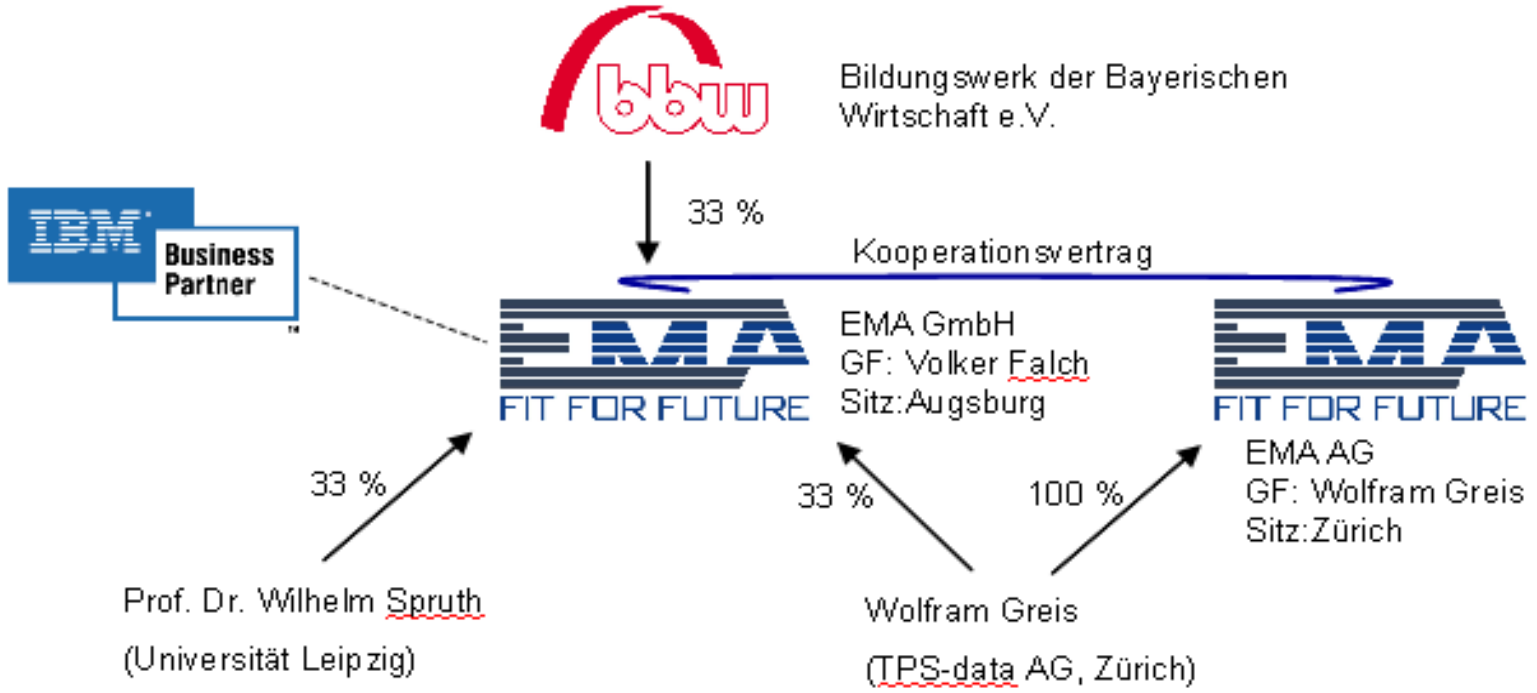 bbw
Bildungswerk der Bayerischen
Wirtschaft e.V.
33 %
IBM
Business
Partner
™
Kooperationsvertrag
EMA
FIT FOR FUTURE
EMA GmbH
GF: Volker Falch
Sitz:Augsburg
EMA
FIT FOR FUTURE
EMA AG
GF: Wolfram Greis
Sitz:Zürich
33 %
33 %
100 %
Prof. Dr. Wilhelm Spruth
(Universität Leipzig)
Wolfram Greis
(TPS-data AG, Zürich)